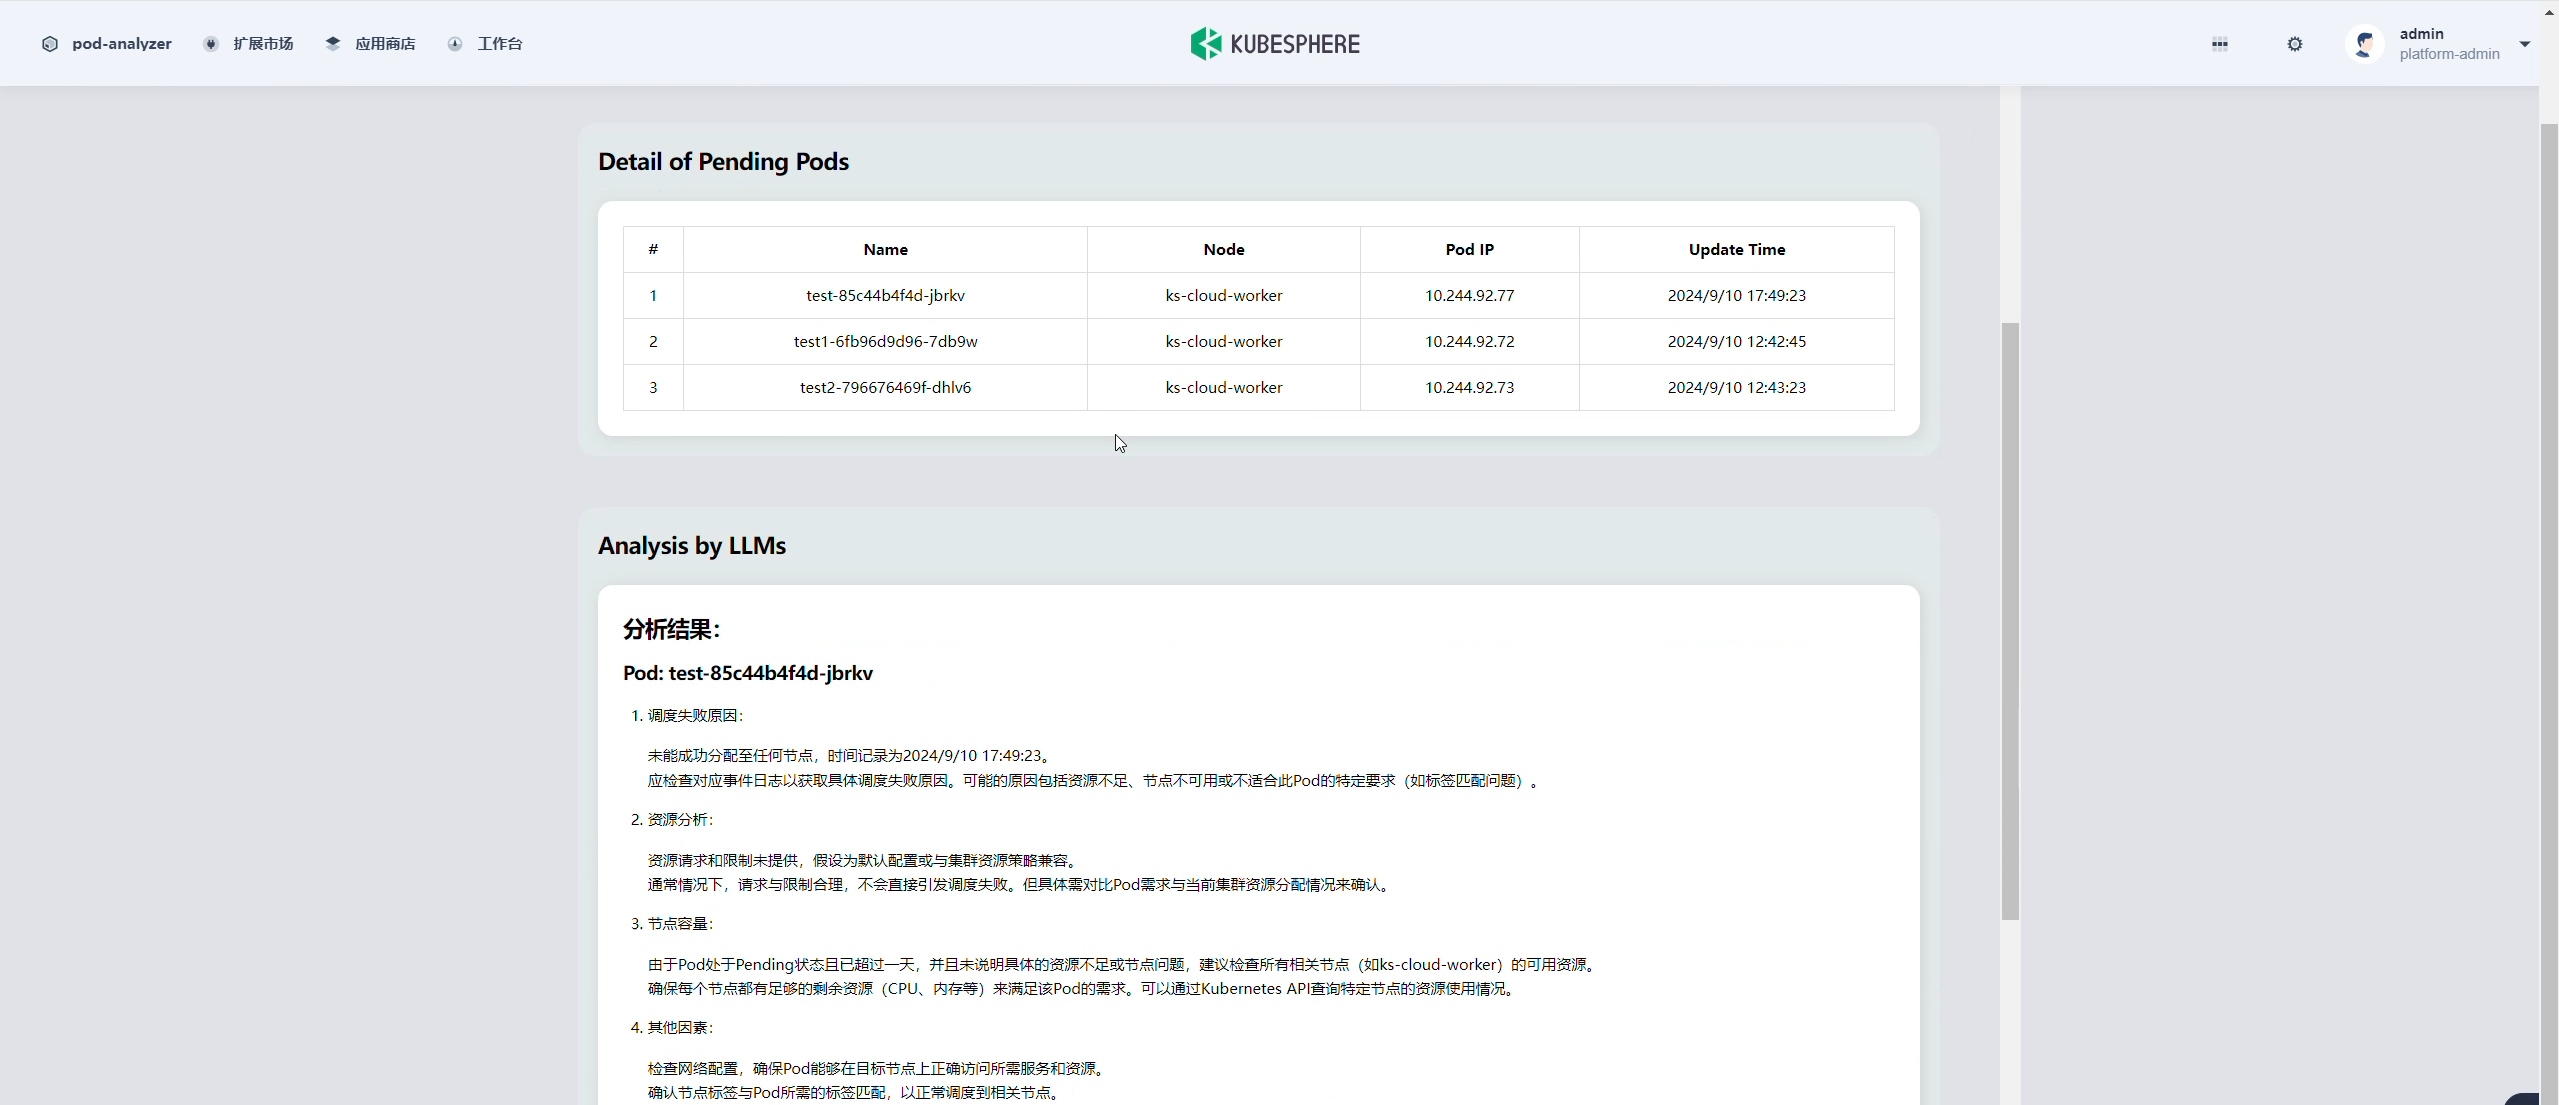 pod-analyzer 扩展市场 应用商店 工作台 KUBESPHERE admin
platform-admin
Detail of Pending Pods
# Name Node Pod IP Update Time
1 test-85c44b4f4d-jbrkv ks-cloud-worker 10.244.92.77 2024/9/10 17:49:23
2 test1-6fb96d9d96-7db9w ks-cloud-worker 10.244.92.72 2024/9/10 12:42:45
3 test2-796676469f-dhlv6 ks-cloud-worker 10.244.92.73 2024/9/10 12:43:23
Analysis by LLMs
分析结果：
Pod: test-85c44b4f4d-jbrkv
1. 调度失败原因：
未能成功分配至任何节点，时间记录为2024/9/10 17:49:23。
应检查对应事件日志以获取具体调度失败原因。可能的原因包括资源不足、节点不可用或不适合此Pod的特定要求（如标签匹配问题）。
2. 资源分析：
资源请求和限制未提供，假设为默认配置或与集群资源策略兼容。
通常情况下，请求与限制合理，不会直接引发调度失败。但具体需对比Pod需求与当前集群资源分配情况来确认。
3. 节点容量：
由于Pod处于Pending状态且已超过一天，并且未说明具体的资源不足或节点问题，建议检查所有相关节点（如ks-cloud-worker）的可用资源。
确保每个节点都有足够的剩余资源（CPU、内存等）来满足该Pod的需求。可以通过Kubernetes API查询特定节点的资源使用情况。
4. 其他因素：
检查网络配置，确保Pod能够在目标节点上正确访问所需服务和资源。
确认节点标签与Pod所需的标签匹配，以正常调度到相关节点。